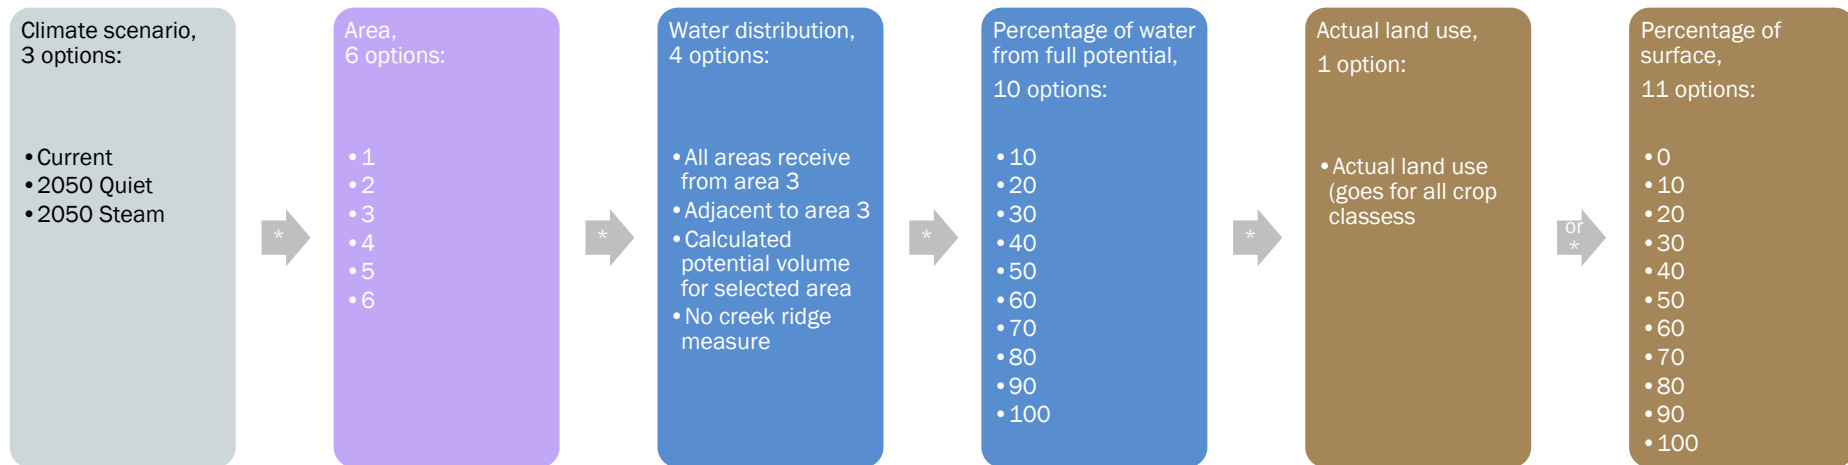 Climate scenario,
3 options:
• Current
• 2050 Quiet
• 2050 Steam
*
Area,
6 options:
• 1
• 2
• 3
• 4
• 5
• 6
*
Water distribution,
4 options:
• All areas receive
from area 3
• Adjacent to area 3
• Calculated
potential volume
for selected area
• No creek ridge
measure
*
Percentage of water
from full potential,
10 options:
• 10
• 20
• 30
• 40
• 50
• 60
• 70
• 80
• 90
• 100
*
Actual land use,
1 option:
• Actual land use
(goes for all crop
classess
or
*
Percentage of
surface,
11 options:
• 0
• 10
• 20
• 30
• 40
• 50
• 60
• 70
• 80
• 90
• 100